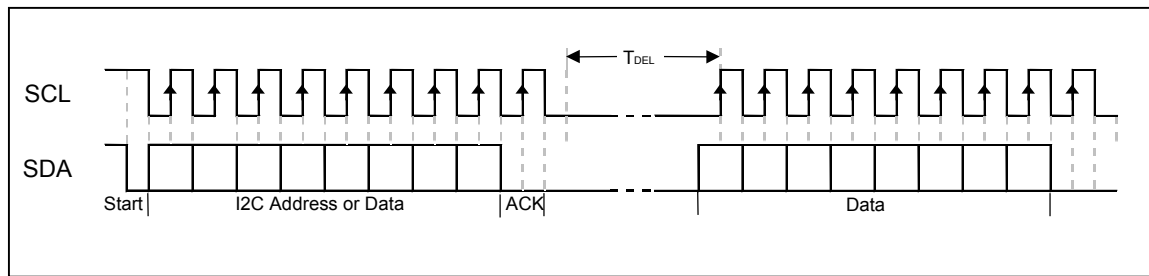 TDEL
SCL
SDA
Start I2C Address or Data ACK Data